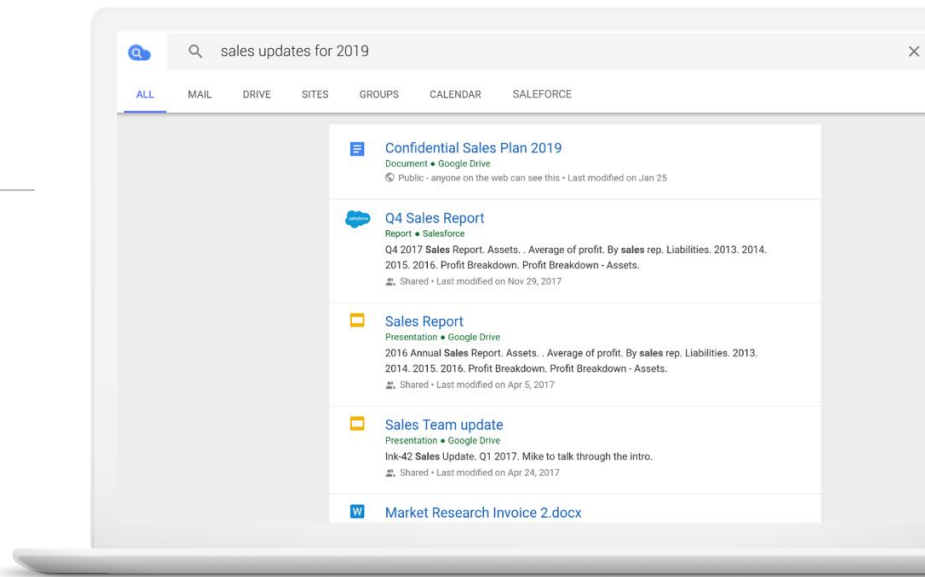 sales updates for 2019
ALL MAIL DRIVE SITES GROUPS CALENDAR SALEFORCE
Confidential Sales Plan 2019
Document • Google Drive
Public - anyone on the web can see this • Last modified on Jan 25
salesforce
Q4 Sales Report
Report • Salesforce
Q4 2017 Sales Report. Assets. . Average of profit. By sales rep. Liabilities. 2013. 2014.
2015. 2016. Profit Breakdown. Profit Breakdown - Assets.
Shared • Last modified on Nov 29, 2017
Sales Report
Presentation • Google Drive
2016 Annual Sales Report. Assets. . Average of profit. By sales rep. Liabilities. 2013.
2014. 2015. 2016. Profit Breakdown. Profit Breakdown - Assets.
Shared • Last modified on Apr 5, 2017
Sales Team update
Presentation • Google Drive
Ink-42 Sales Update. Q1 2017. Mike to talk through the intro.
Shared • Last modified on Apr 24, 2017
W Market Research Invoice 2.docx